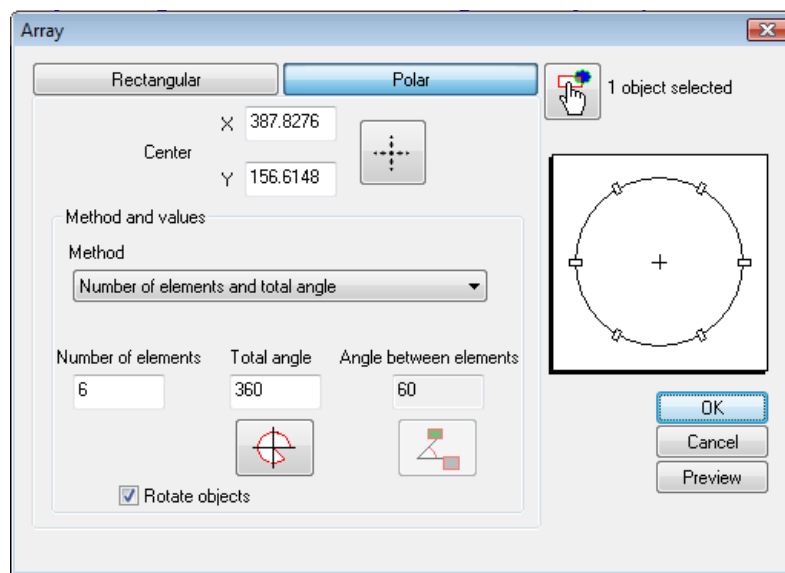 Array
Rectangular
Polar
1 object selected
X 387.8276
Center
Y 156.6148
Method and values
Method
Number of elements and total angle
Number of elements Total angle Angle between elements
6 360 60
OK
Cancel
Preview
Rotate objects